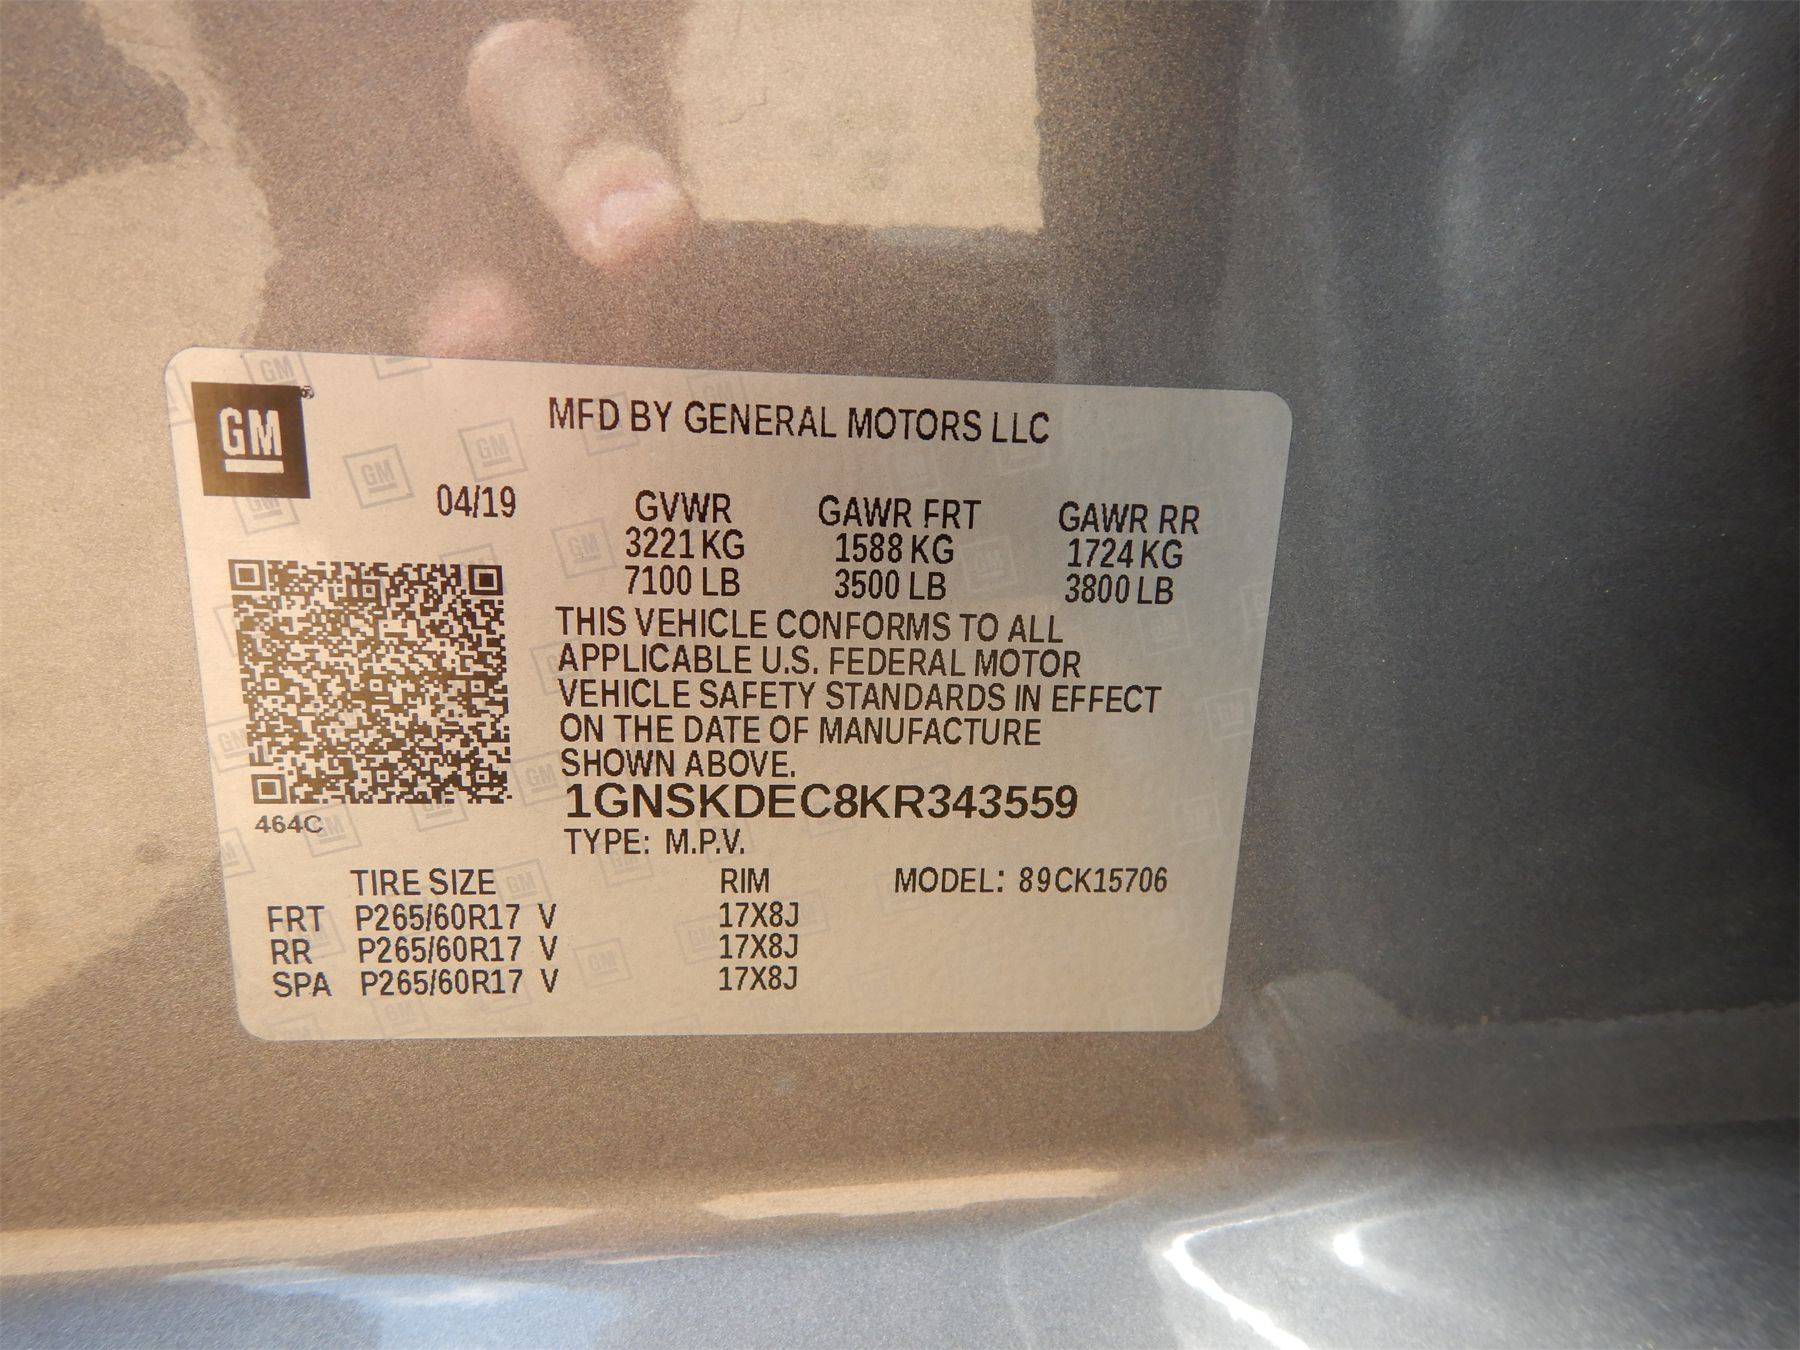 GM
MFD BY GENERAL MOTORS LLC
04/19 GVWR GAWR FRT GAWR RR
3221 KG 1588 KG 1724 KG
7100 LB 3500 LB 3800 LB
THIS VEHICLE CONFORMS TO ALL
APPLICABLE U.S. FEDERAL MOTOR
VEHICLE SAFETY STANDARDS IN EFFECT
ON THE DATE OF MANUFACTURE
SHOWN ABOVE.
1GNSKDEC8KR343559
464C
TYPE: M.P.V.
TIRE SIZE RIM MODEL: 89CK15706
FRT P265/60R17 V 17X8J
RR P265/60R17 V 17X8J
SPA P265/60R17 V 17X8J